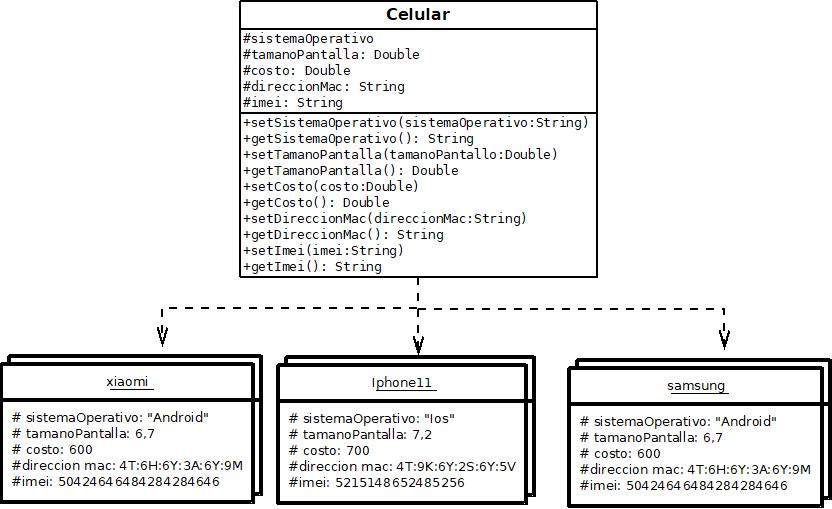 Celular
#sistemaOperativo
#tamanoPantalla: Double
#costo: Double
#direccionMac: String
#imei: String
+setSistemaOperativo(sistemaOperativo:String)
+getSistemaOperativo(): String
+setTamanoPantalla(tamanoPantallo:Double)
+getTamanoPantalla(): Double
+setCosto(costo:Double)
+getCosto(): Double
+setDireccionMac(direccionMac:String)
+getDireccionMac(): String
+setImei(imei:String)
+getImei(): String
xiaomi
# sistemaOperativo: "Android"
# tamanoPantalla: 6,7
# costo: 600
#direccion mac: 4T:6H:6Y:3A:6Y:9M
#imei: 50424646484284284646
Iphone11
# sistemaOperativo: "Ios"
# tamanoPantalla: 7,2
# costo: 700
#direccion mac: 4T:9K:6Y:2S:6Y:5V
#imei: 5215148652485256
samsung
# sistemaOperativo: "Android"
# tamanoPantalla: 6,7
# costo: 600
#direccion mac: 4T:6H:6Y:3A:6Y:9M
#imei: 50424646484284284646